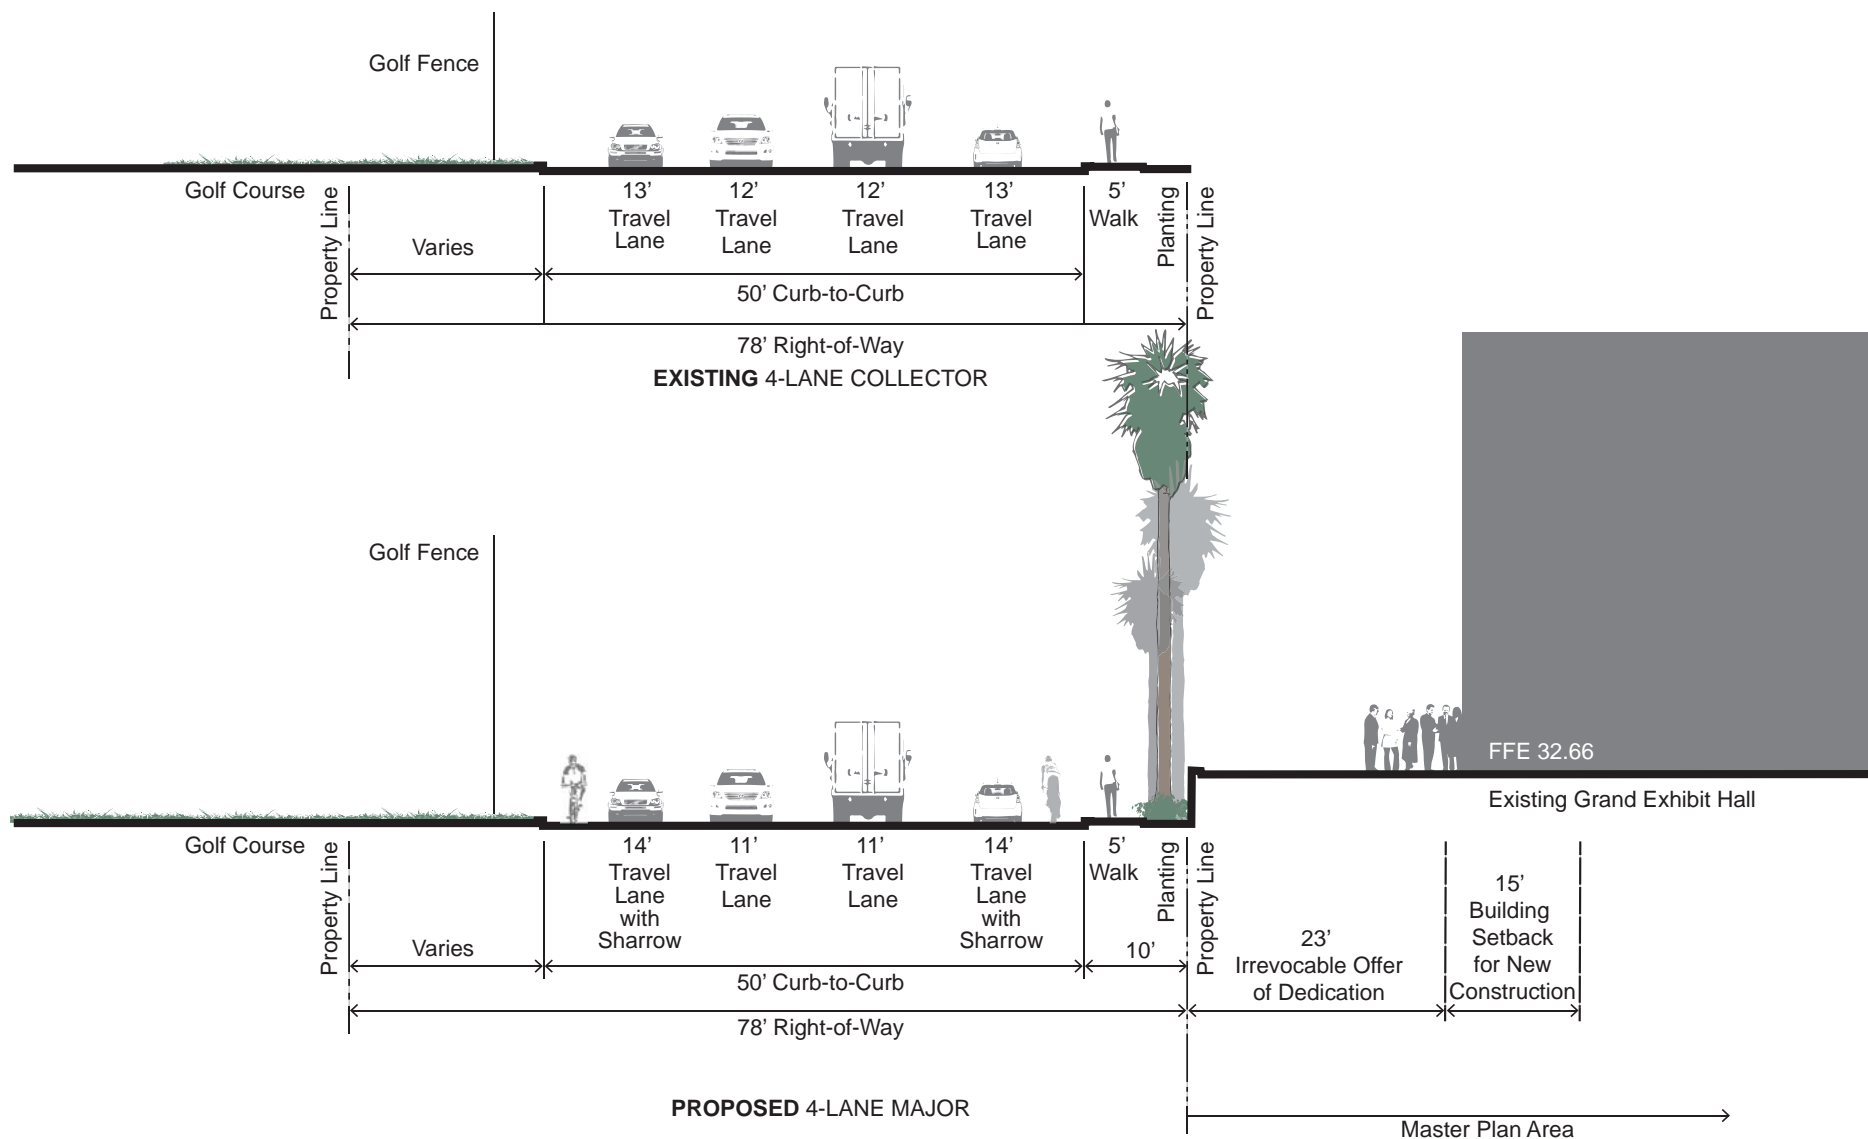 Golf Fence
Golf Course
Property Line
Varies
13’
Travel
Lane
12’
Travel
Lane
12’
Travel
Lane
13’
Travel
Lane
5’
Walk
Planting
Property Line
50’ Curb-to-Curb
78’ Right-of-Way
EXISTING 4-LANE COLLECTOR
Golf Fence
FFE 32.66
Existing Grand Exhibit Hall
Golf Course
Property Line
Varies
14’
Travel
Lane
with
Sharrow
11’
Travel
Lane
11’
Travel
Lane
14’
Travel
Lane
with
Sharrow
5’
Walk
Planting
Property Line
10’
50’ Curb-to-Curb
78’ Right-of-Way
23’
Irrevocable Offer
of Dedication
15’
Building
Setback
for New
Construction
PROPOSED 4-LANE MAJOR
Master Plan Area